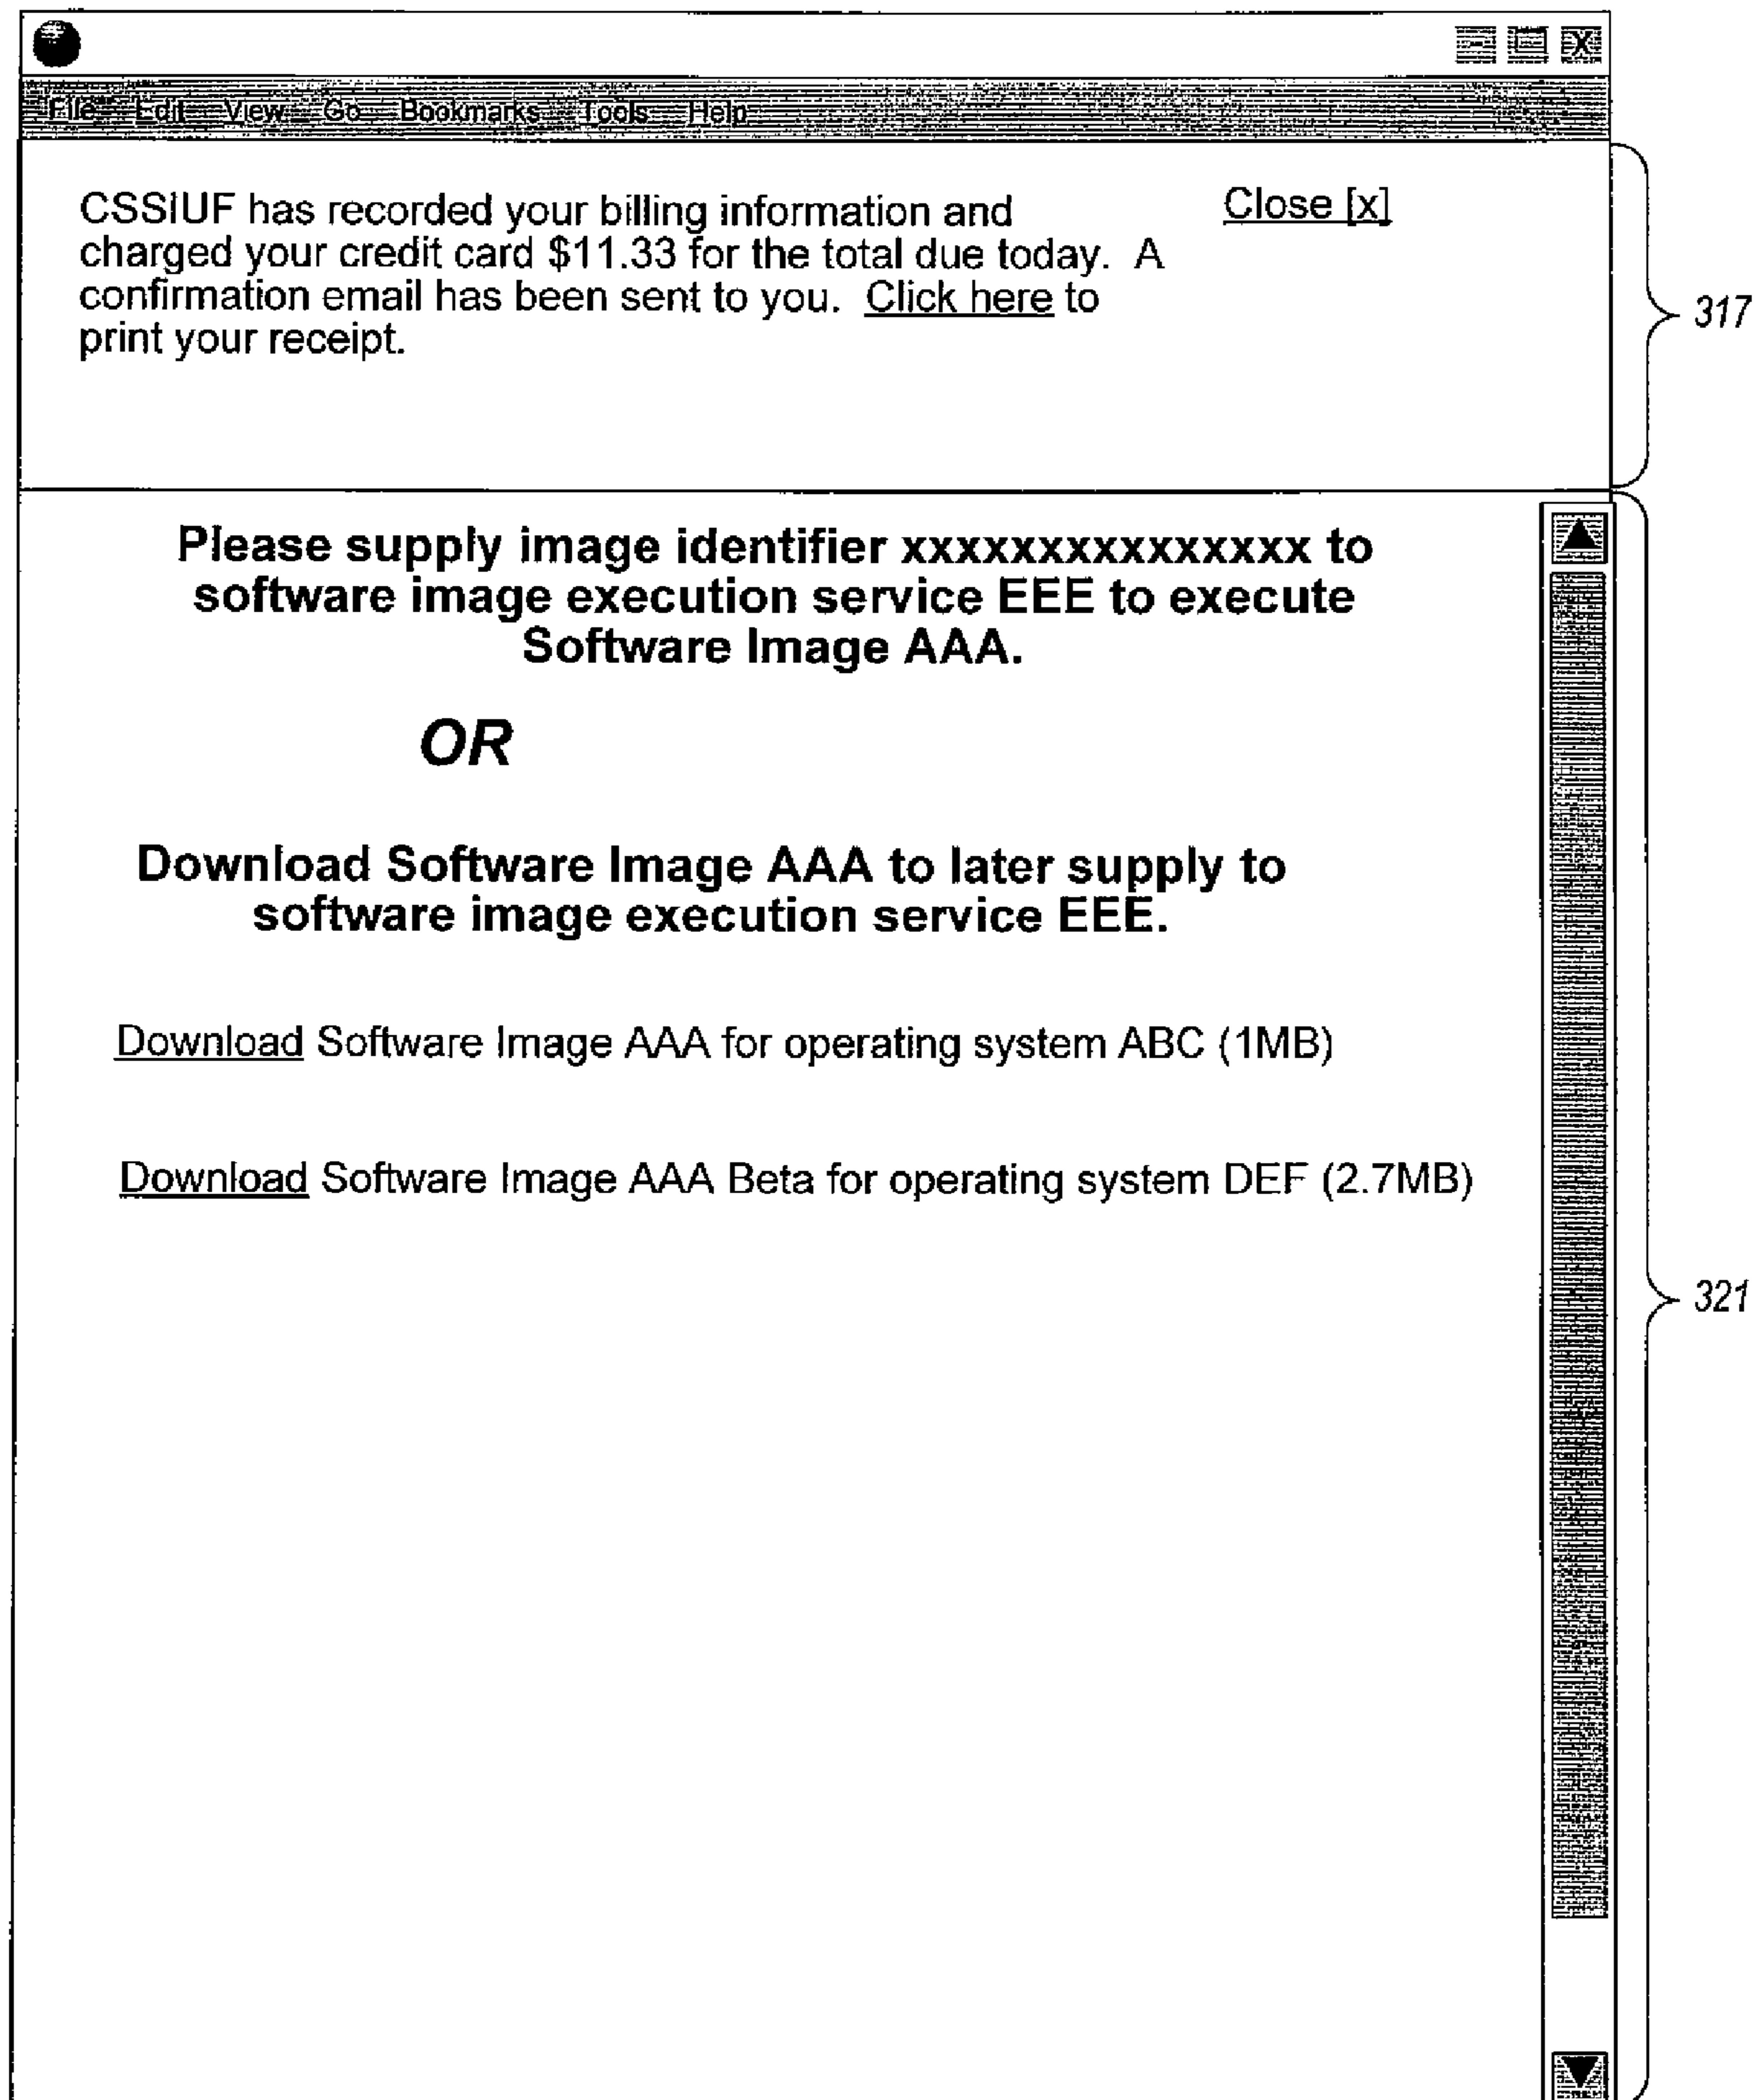 X
File Edit View Go Bookmarks Tools Help
CSSIUF has recorded your billing information and
charged your credit card $11.33 for the total due today. A
confirmation email has been sent to you. Click here to
print your receipt.
Close [x]
317
Please supply image identifier xxxxxxxxxxxxxxx to
software image execution service EEE to execute
Software Image AAA.
OR
Download Software Image AAA to later supply to
software image execution service EEE.
Download Software Image AAA for operating system ABC (1MB)
Download Software Image AAA Beta for operating system DEF (2.7MB)
321